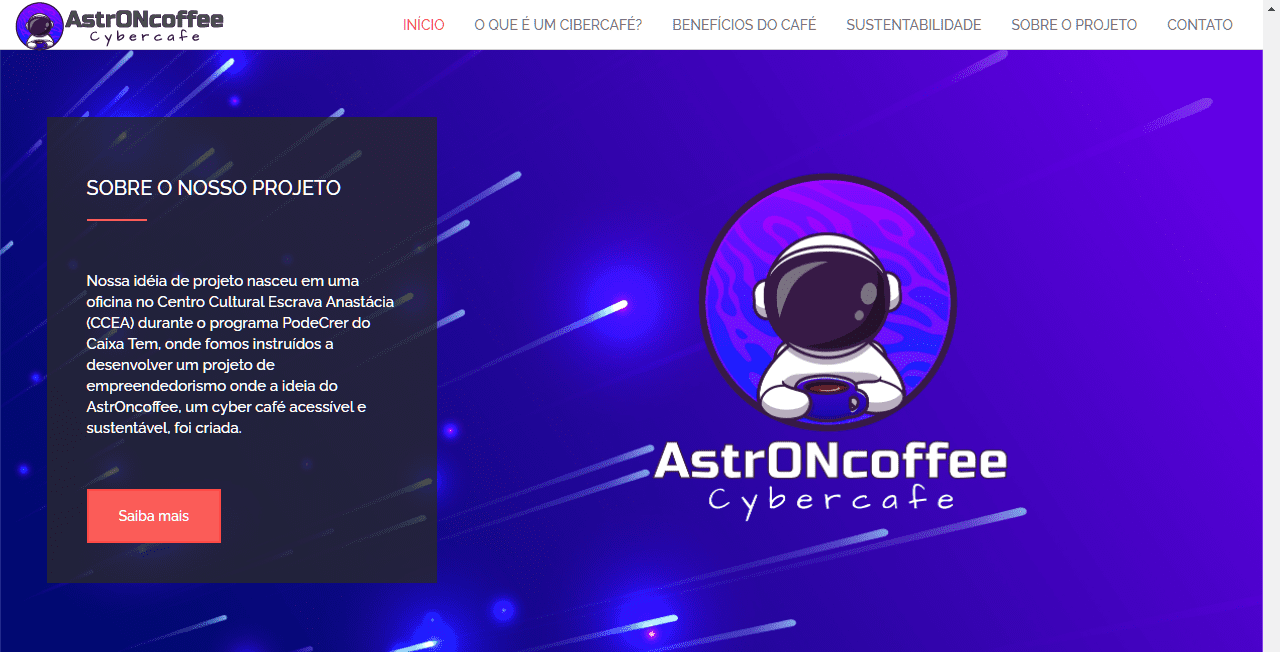 AstrONcoffee
Cybercafe
INÍCIO O QUE É UM CIBERCAFÉ? BENEFÍCIOS DO CAFÉ SUSTENTABILIDADE SOBRE O PROJETO CONTATO
SOBRE O NOSSO PROJETO
Nossa idéia de projeto nasceu em uma
oficina no Centro Cultural Escrava Anastácia
(CCEA) durante o programa PodeCrer do
Caixa Tem, onde fomos instruídos a
desenvolver um projeto de
empreendedorismo onde a ideia do
AstrOncoffee, um cyber café acessível e
sustentável, foi criada.
Saiba mais
AstrONcoffee
Cybercafe